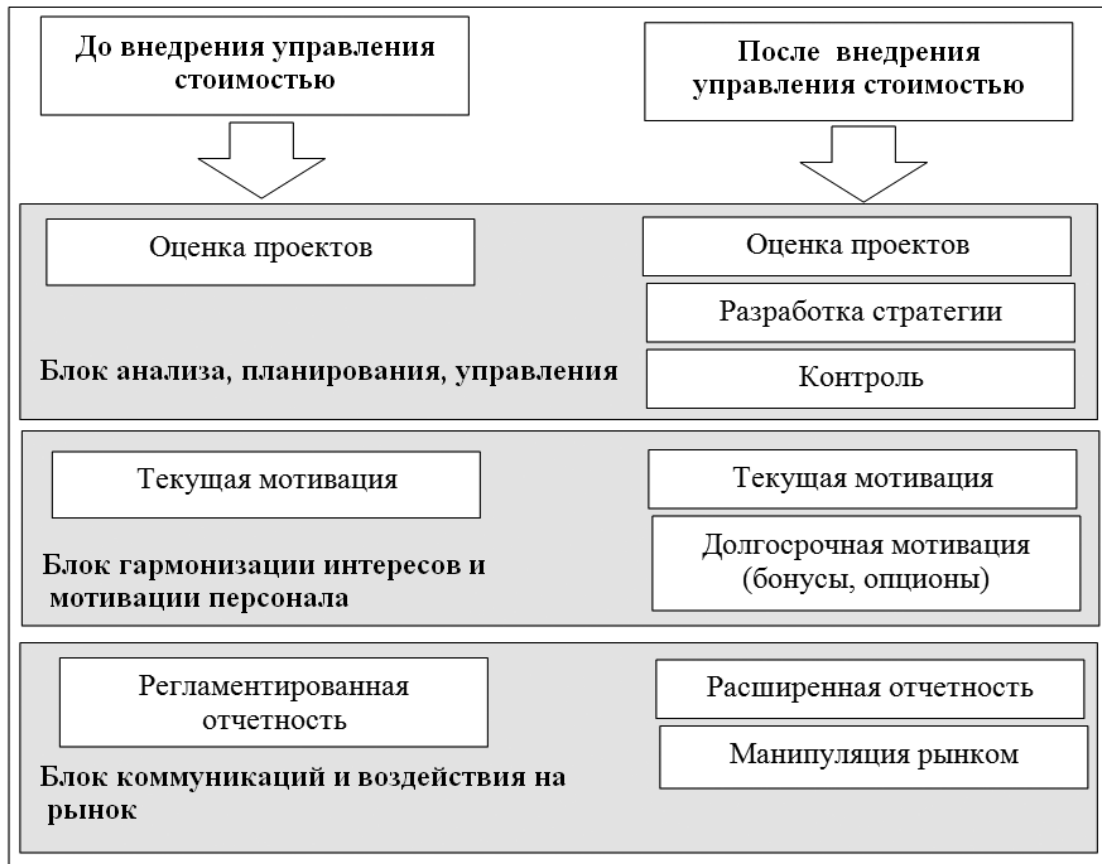 До внедрения управления
стоимостью
После внедрения
управления стоимостью
Оценка проектов
Оценка проектов
Разработка стратегии
Блок анализа, планирования, управления
Контроль
Текущая мотивация
Текущая мотивация
Долгосрочная мотивация
(бонусы, опционы)
Блок гармонизации интересов и
мотивации персонала
Регламентированная
отчетность
Расширенная отчетность
Манипуляция рынком
Блок коммуникаций и воздействия на
рынок